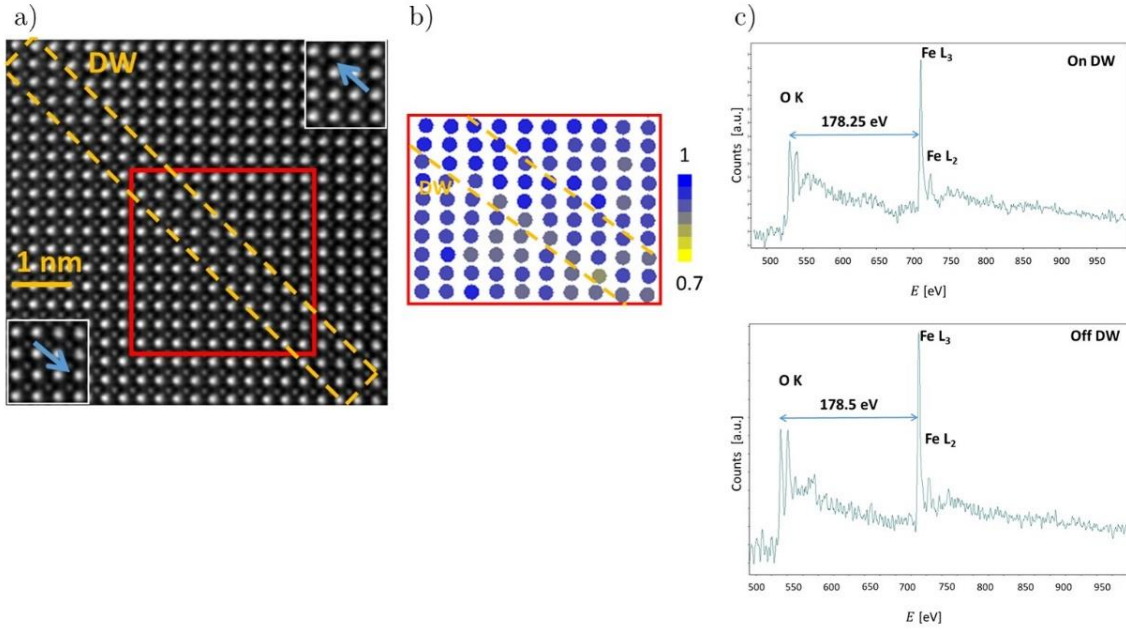 a)
DW
1 nm
b)
DW
1
0.7
c)
Fe L3
On DW
O K
178.25 eV
Fe L2
Counts [a.u.]
500 550 600 650 700 750 800 850 900 950
E [eV]
Fe L3
Off DW
O K
178.5 eV
Fe L2
Counts [a.u.]
500 550 600 650 700 750 800 850 900 950
E [eV]